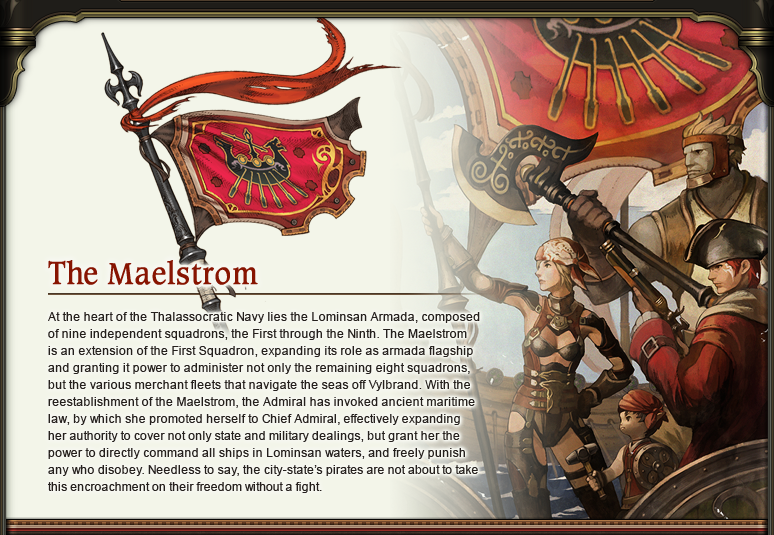 The Maelstrom
At the heart of the Thalassocratic Navy lies the Lominsan Armada, composed
of nine independent squadrons, the First through the Ninth. The Maelstrom
is an extension of the First Squadron, expanding its role as armada flagship
and granting it power to administer not only the remaining eight squadrons,
but the various merchant fleets that navigate the seas off Vylbrand. With the
reestablishment of the Maelstrom, the Admiral has invoked ancient maritime
law, by which she promoted herself to Chief Admiral, effectively expanding
her authority to cover not only state and military dealings, but grant her the
power to directly command all ships in Lominsan waters, and freely punish
any who disobey. Needless to say, the city-state's pirates are not about to take
this encroachment on their freedom without a fight.